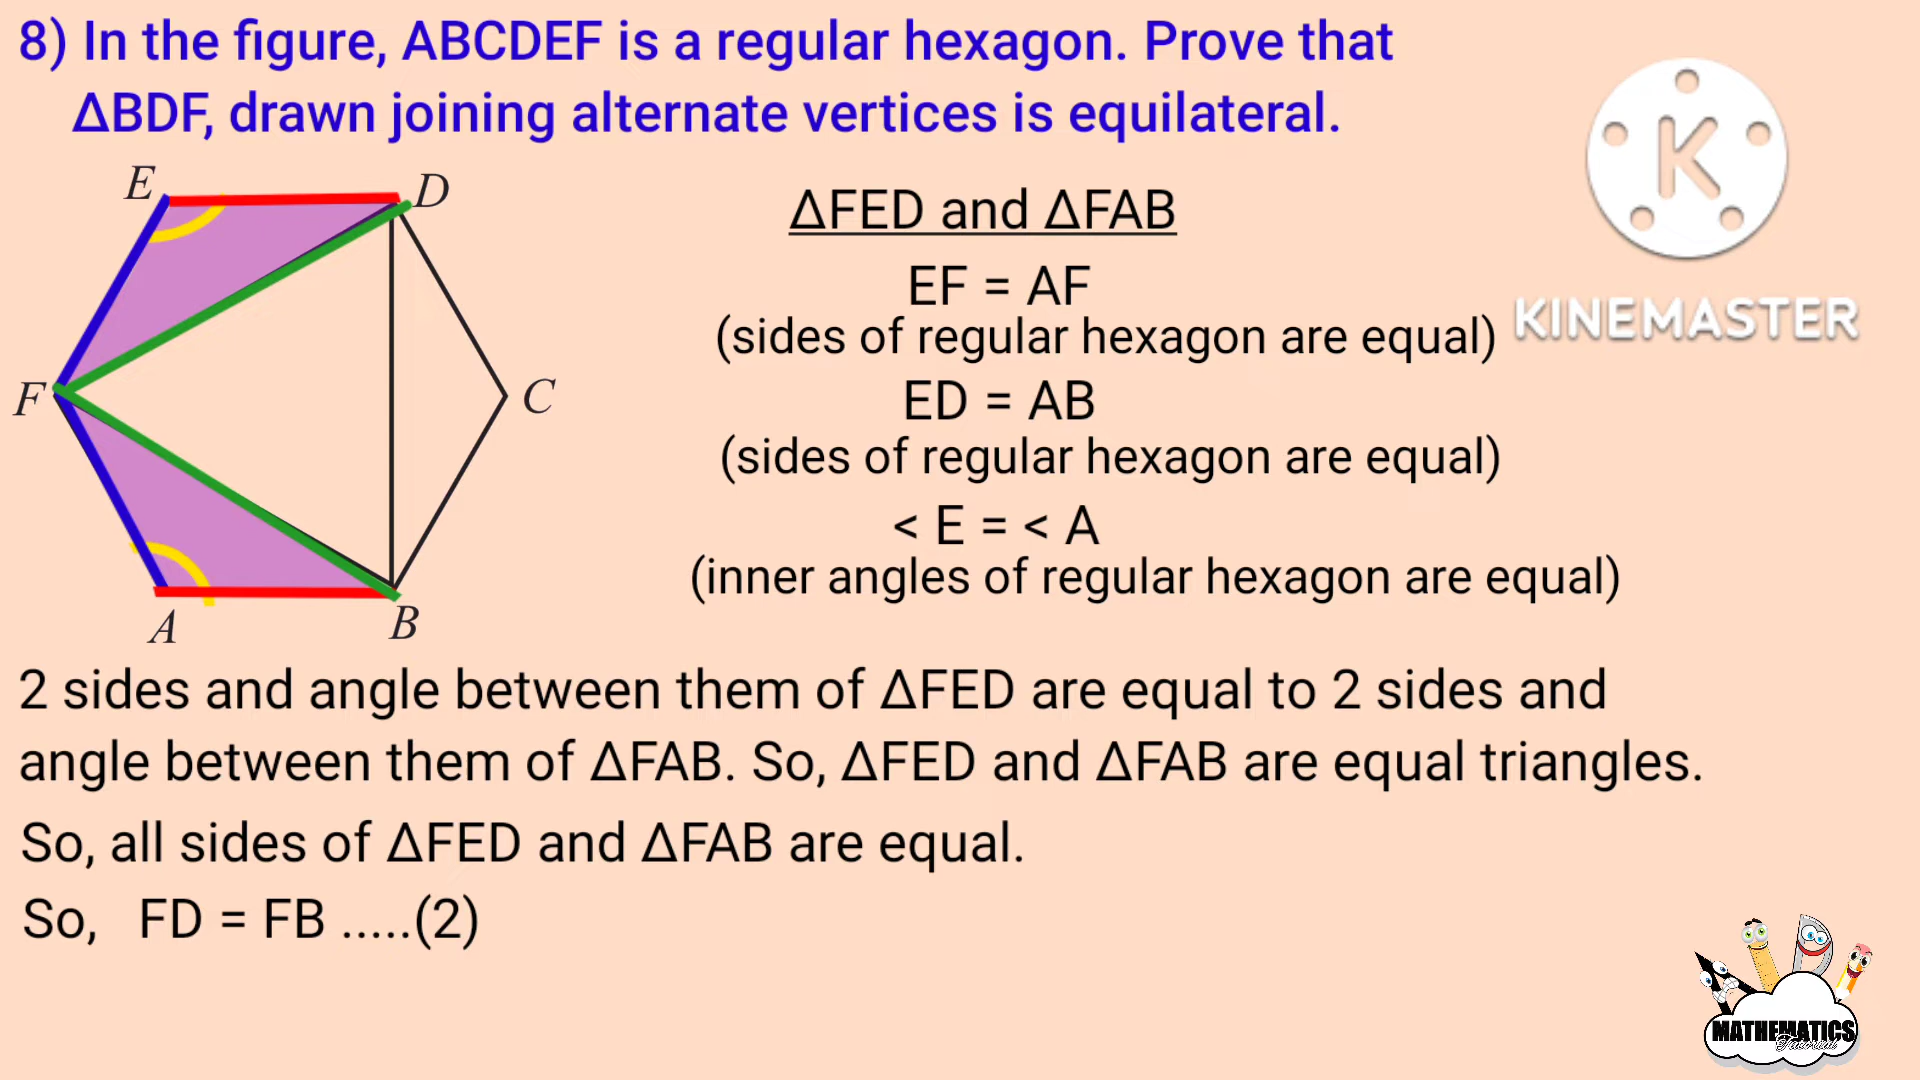 8) In the figure, ABCDEF is a regular hexagon. Prove that
ΔBDF, drawn joining alternate vertices is equilateral.
E
D
F
C
A
B
ΔFED and ΔFAB
EF = AF
(sides of regular hexagon are equal)
ED = AB
(sides of regular hexagon are equal)
< E = < A
(inner angles of regular hexagon are equal)
K
KINEMASTER
2 sides and angle between them of ΔFED are equal to 2 sides and
angle between them of ΔFAB. So, ΔFED and ΔFAB are equal triangles.
So, all sides of ΔFED and ΔFAB are equal.
So, FD = FB .....(2)
MATHEMATICS
Tutorial